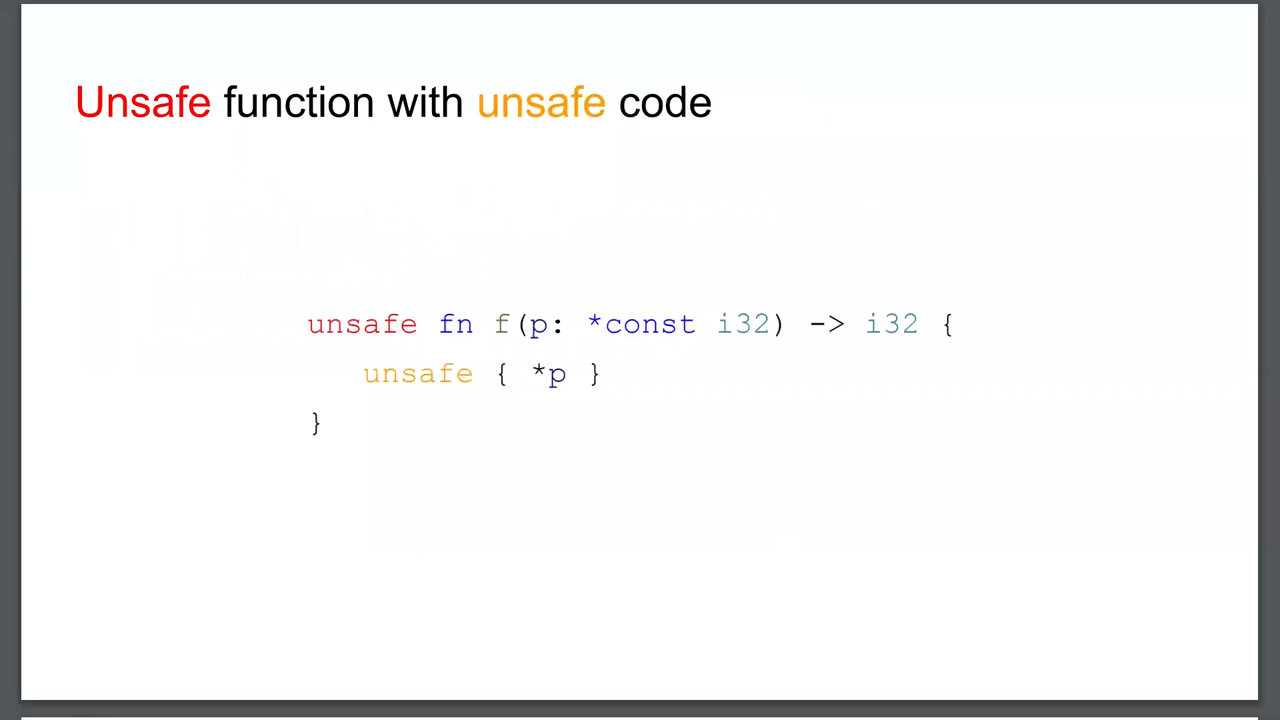 Unsafe function with unsafe code
unsafe fn f(p: *const i32) -> i32 {
unsafe { *p }
}